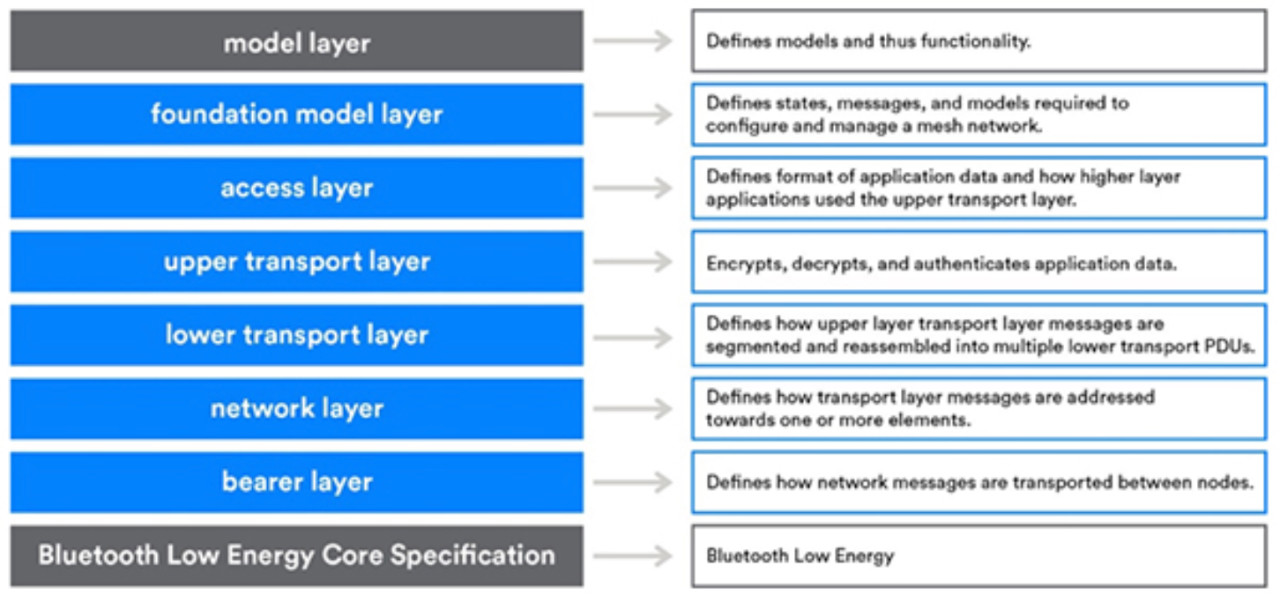 model layer
Defines models and thus functionality.
foundation model layer
Defines states, messages, and models required to
configure and manage a mesh network.
access layer
Defines format of application data and how higher layer
applications used the upper transport layer.
upper transport layer
Encrypts, decrypts, and authenticates application data.
lower transport layer
Defines how upper layer transport layer messages are
segmented and reassembled into multiple lower transport PDUs.
network layer
Defines how transport layer messages are addressed
towards one or more elements.
bearer layer
Defines how network messages are transported between nodes.
Bluetooth Low Energy Core Specification
Bluetooth Low Energy